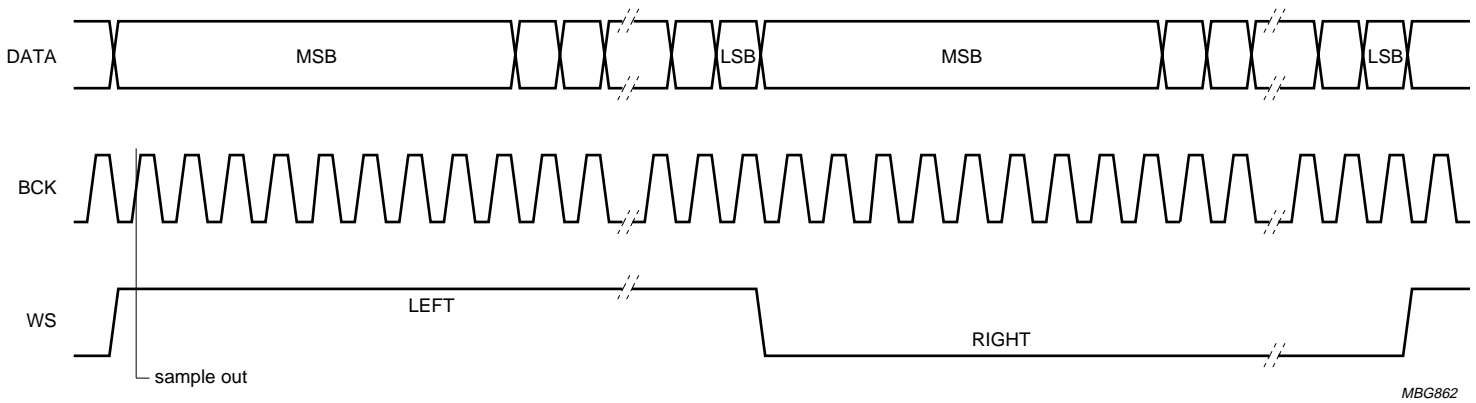 DATA
MSB
LSB
MSB
LSB
BCK
WS
LEFT
RIGHT
sample out
MBG862